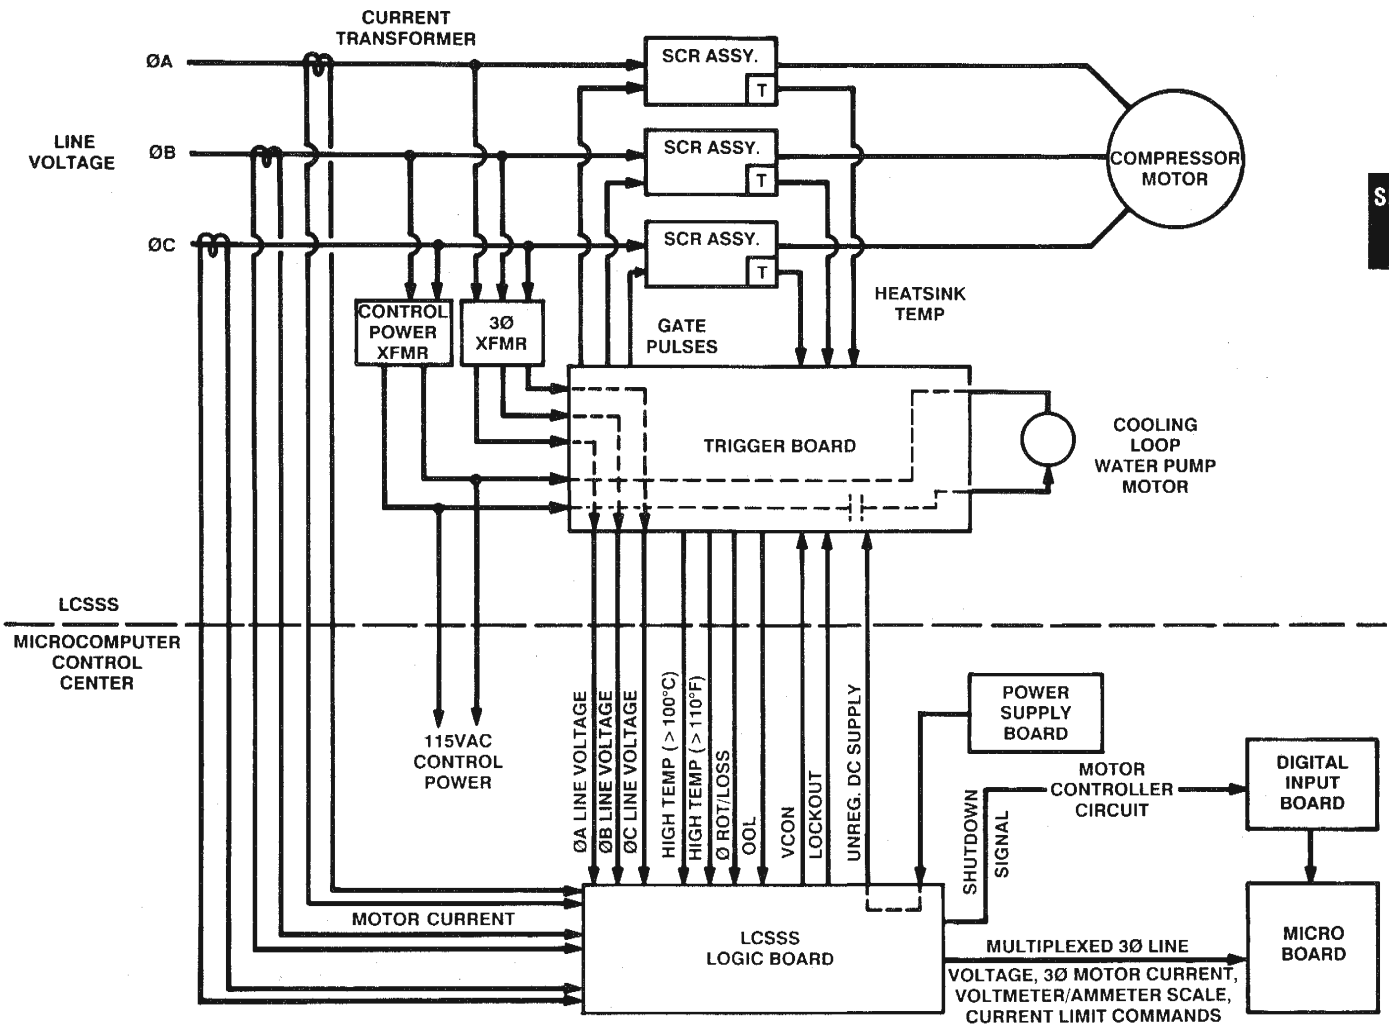 CURRENT
TRANSFORMER
ØA
LINE
VOLTAGE
ØB
ØC
SCR ASSY.
T
SCR ASSY.
T
SCR ASSY.
T
COMPRESSOR
MOTOR
S
CONTROL
POWER
XFMR
3Ø
XFMR
GATE
PULSES
HEATSINK
TEMP
TRIGGER BOARD
COOLING
LOOP
WATER PUMP
MOTOR
LCSSS
MICROCOMPUTER
CONTROL
CENTER
115VAC
CONTROL
POWER
ØA LINE VOLTAGE
ØB LINE VOLTAGE
ØC LINE VOLTAGE
HIGH TEMP (> 100°C)
HIGH TEMP (> 110°F)
Ø ROT/LOSS
OOL
VCON
LOCKOUT
UNREG. DC SUPPLY
POWER
SUPPLY
BOARD
SHUTDOWN
SIGNAL
MOTOR
CONTROLLER
CIRCUIT
DIGITAL
INPUT
BOARD
MOTOR CURRENT
LCSSS
LOGIC BOARD
MULTIPLEXED 3Ø LINE
VOLTAGE, 3Ø MOTOR CURRENT,
VOLTMETER/AMMETER SCALE,
CURRENT LIMIT COMMANDS
MICRO
BOARD